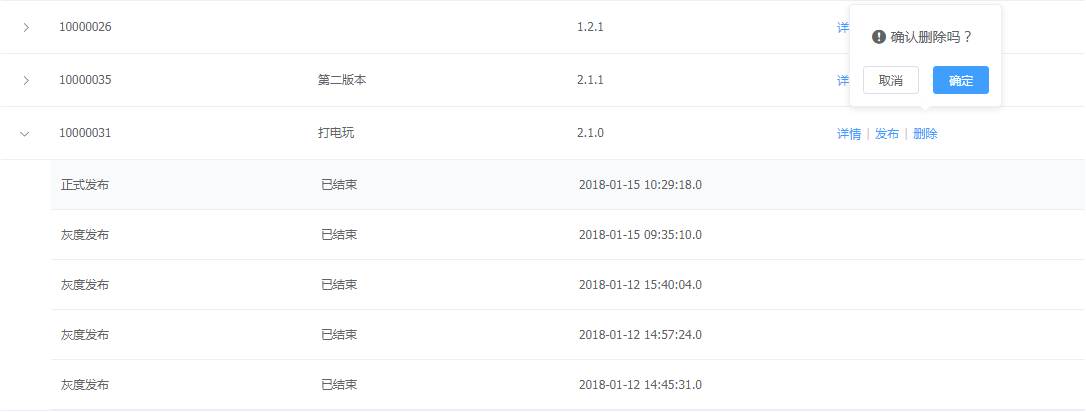 10000026 1.2.1 详
确认删除吗？
10000035 第二版本 2.1.1 详
取消 确定
10000031 打电玩 2.1.0 详情 | 发布 | 删除
正式发布 已结束 2018-01-15 10:29:18.0
灰度发布 已结束 2018-01-15 09:35:10.0
灰度发布 已结束 2018-01-12 15:40:04.0
灰度发布 已结束 2018-01-12 14:57:24.0
灰度发布 已结束 2018-01-12 14:45:31.0